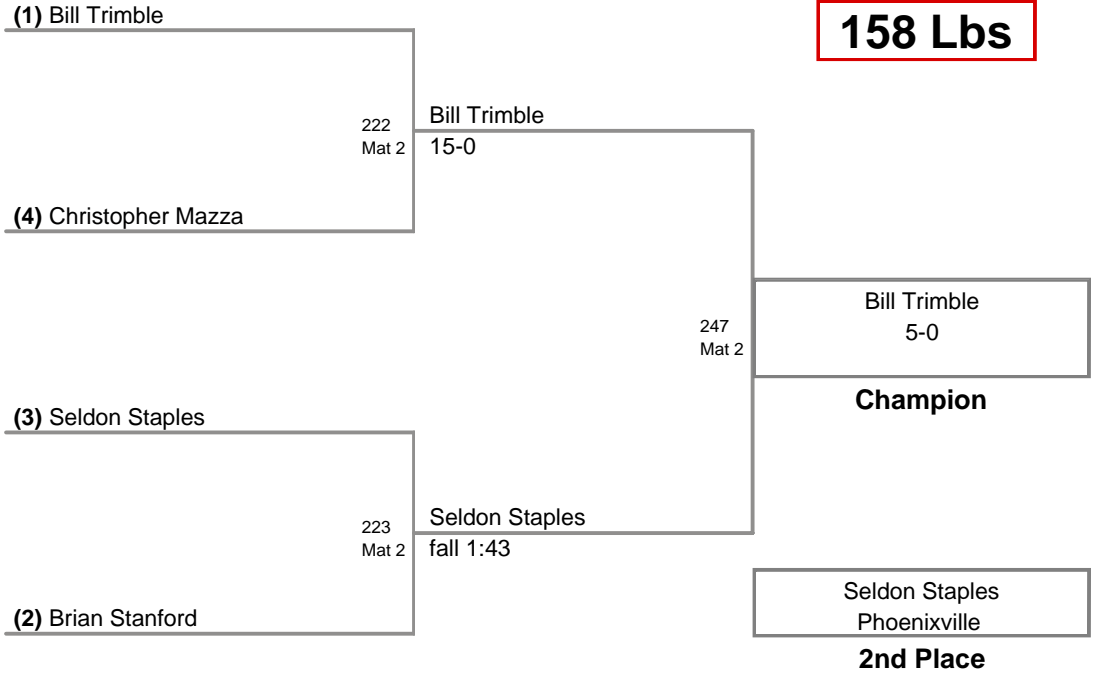 (1) Bill Trimble
158 Lbs
222
Mat 2
Bill Trimble
15-0
(4) Christopher Mazza
247
Mat 2
Bill Trimble
5-0
Champion
(3) Seldon Staples
223
Mat 2
Seldon Staples
fall 1:43
(2) Brian Stanford
Seldon Staples
Phoenixville
2nd Place